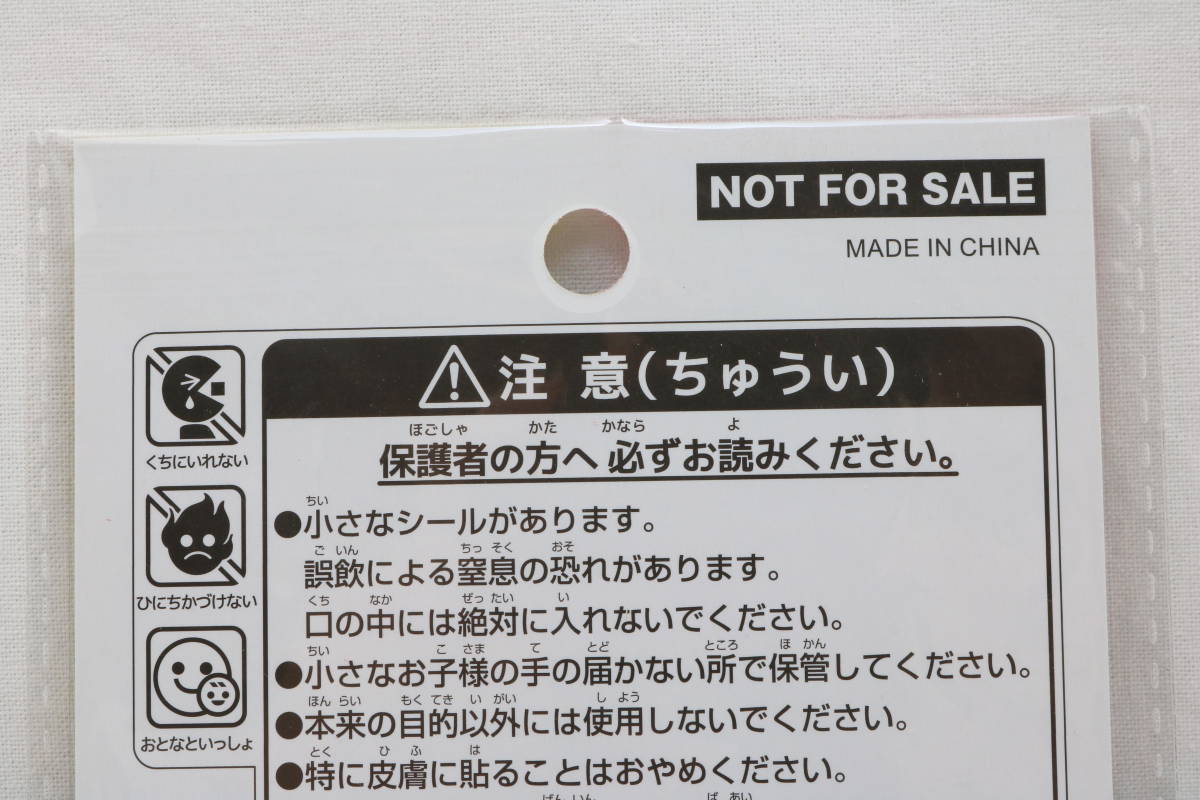 NOT FOR SALE
MADE IN CHINA
くちにいれない
ひにちかづけない
おとなといっしょ
注 意(ちゅうい)
ほごしゃ かた かなら よ
保護者の方へ 必ずお読みください。
ちい
●小さなシールがあります。
ご いん ちっ そく おそ
誤飲による窒息の恐れがあります。
くち なか ぜっ たい い
口の中には絶対に入れないでください。
ちい こ さま て とど ところ ほ かん
●小さなお子様の手の届かない所で保管してください。
ほん らい もく てき い がい し よう
●本来の目的以外には使用しないでください。
とく ひ ふ は
●特に皮膚に貼ることはおやめください。
げん いん ば あい